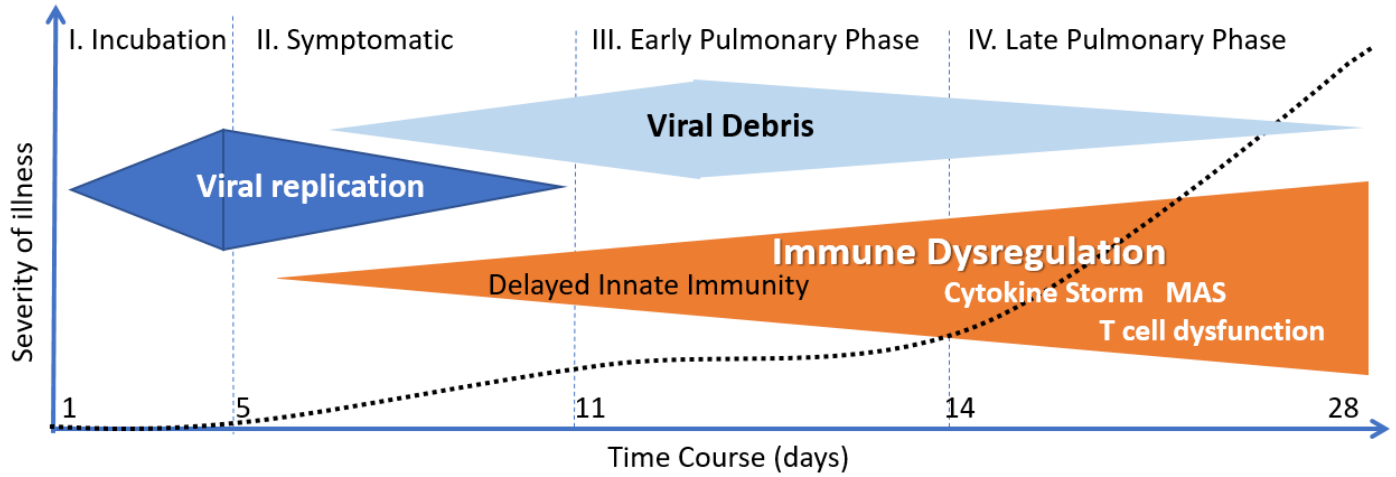 I. Incubation
II. Symptomatic
III. Early Pulmonary Phase
IV. Late Pulmonary Phase
Viral Debris
Viral replication
Immune Dysregulation
Delayed Innate Immunity
Cytokine Storm MAS
T cell dysfunction
Severity of illness
1
5
11
14
28
Time Course (days)